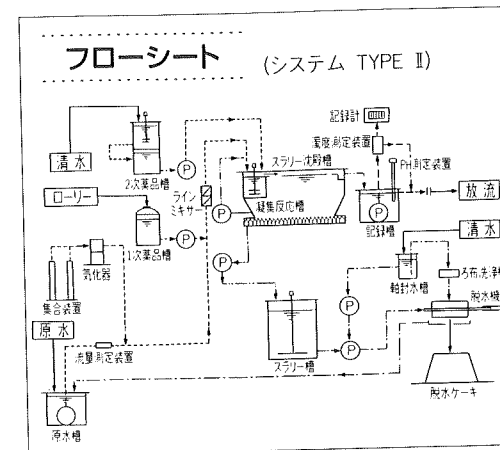 フローシート
(システム TYPE Ⅱ)
記録計
濁度測定装置
清水
2次薬品槽
P
スラリー沈殿槽
PH測定装置
ローリー
ライン
ミキサー
凝集反応槽
P
記録槽
放流
1次薬品槽
P
清水
気化器
P
軸封水槽
ろ布洗浄
集合装置
脱水機
原水
P
流量測定装置
スラリー槽
P
原水槽
脱水ケーキ